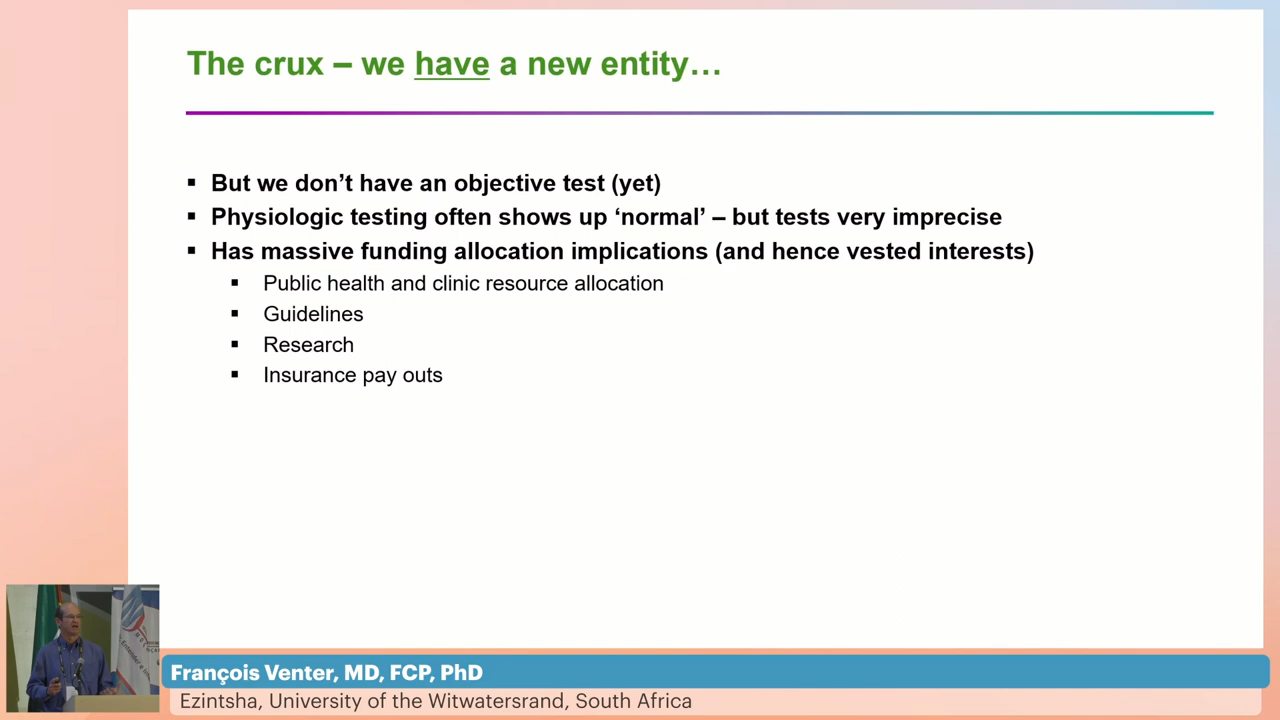 The crux – we have a new entity…
▪ But we don’t have an objective test (yet)
▪ Physiologic testing often shows up ‘normal’ – but tests very imprecise
▪ Has massive funding allocation implications (and hence vested interests)
▪ Public health and clinic resource allocation
▪ Guidelines
▪ Research
▪ Insurance pay outs
François Venter, MD, FCP, PhD
Ezintsha, University of the Witwatersrand, South Africa